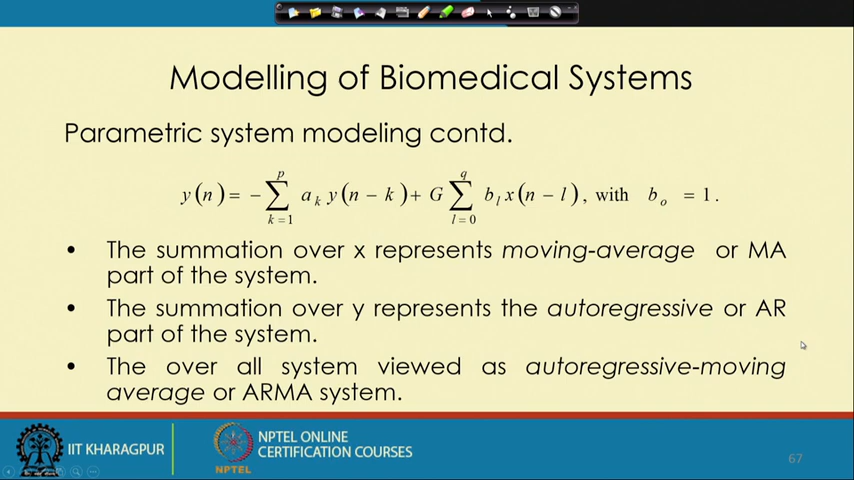 Modelling of Biomedical Systems
Parametric system modeling contd.
y(n) = - \sum_{k=1}^{p} a_k y(n - k) + G \sum_{l=0}^{q} b_l x(n - l), with b_o = 1.
• The summation over x represents moving-average or MA
part of the system.
• The summation over y represents the autoregressive or AR
part of the system.
• The over all system viewed as autoregressive-moving
average or ARMA system.
IIT KHARAGPUR
NPTEL
NPTEL ONLINE
CERTIFICATION COURSES
67